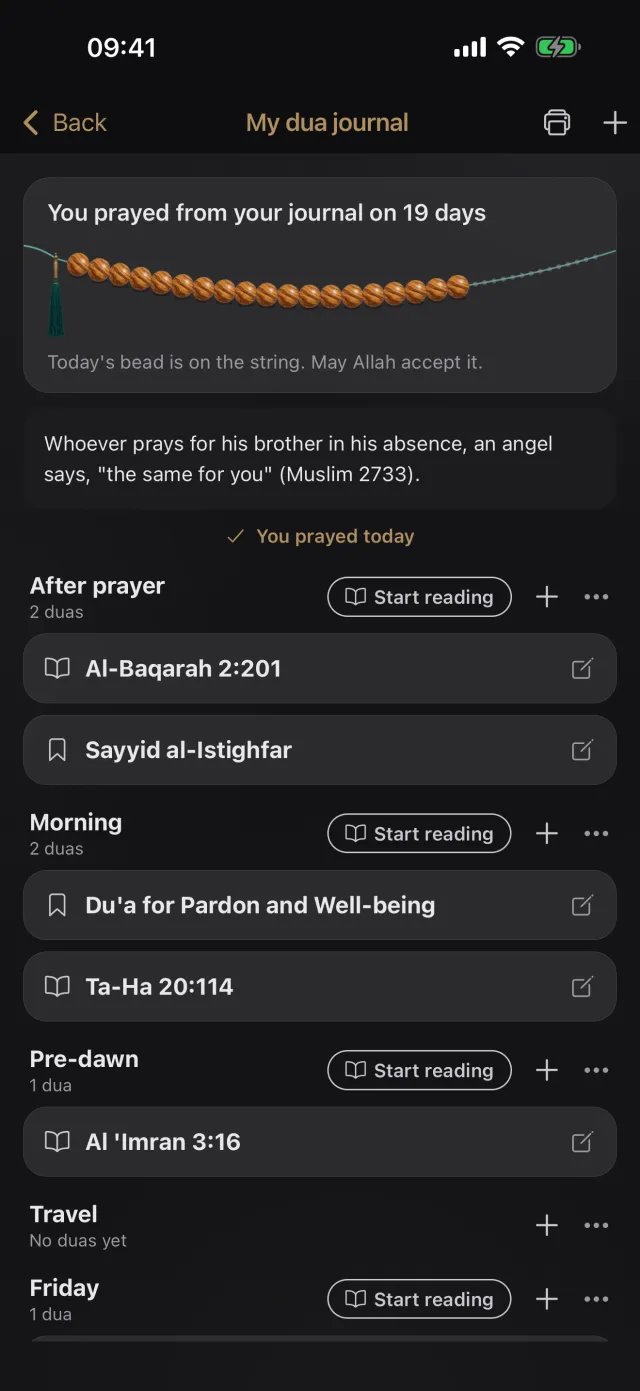 09:41
Back
My dua journal
You prayed from your journal on 19 days
Today's bead is on the string. May Allah accept it.
Whoever prays for his brother in his absence, an angel
says, "the same for you" (Muslim 2733).
You prayed today
After prayer
2 duas
Start reading
Al-Baqarah 2:201
Sayyid al-Istighfar
Morning
2 duas
Start reading
Du'a for Pardon and Well-being
Ta-Ha 20:114
Pre-dawn
1 dua
Start reading
Al 'Imran 3:16
Travel
No duas yet
Friday
1 dua
Start reading